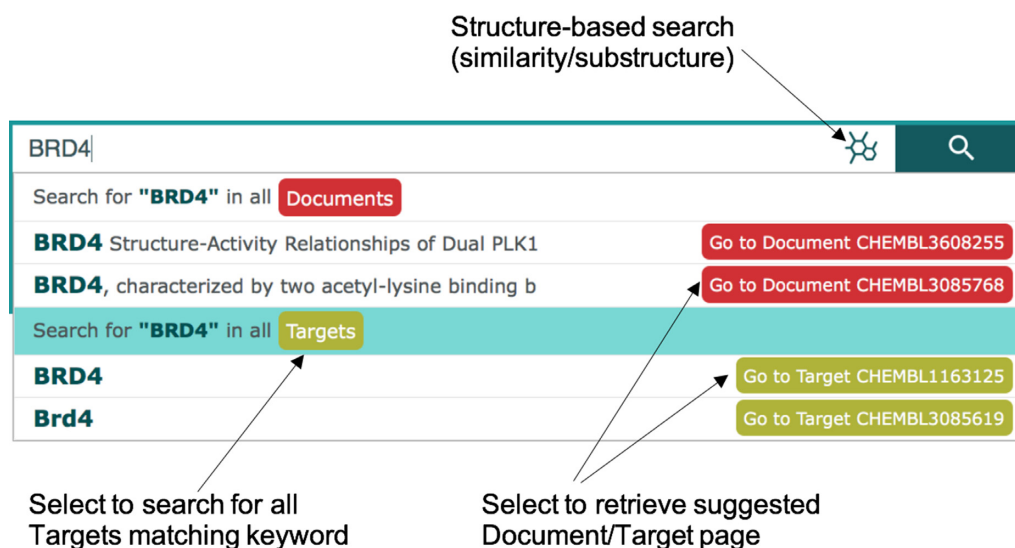 Structure-based search
(similarity/substructure)
BRD4
Search for "BRD4" in all Documents
BRD4 Structure-Activity Relationships of Dual PLK1 Go to Document CHEMBL3608255
BRD4, characterized by two acetyl-lysine binding b Go to Document CHEMBL3085768
Search for "BRD4" in all Targets
BRD4 Go to Target CHEMBL1163125
Brd4 Go to Target CHEMBL3085619
Select to search for all
Targets matching keyword
Select to retrieve suggested
Document/Target page